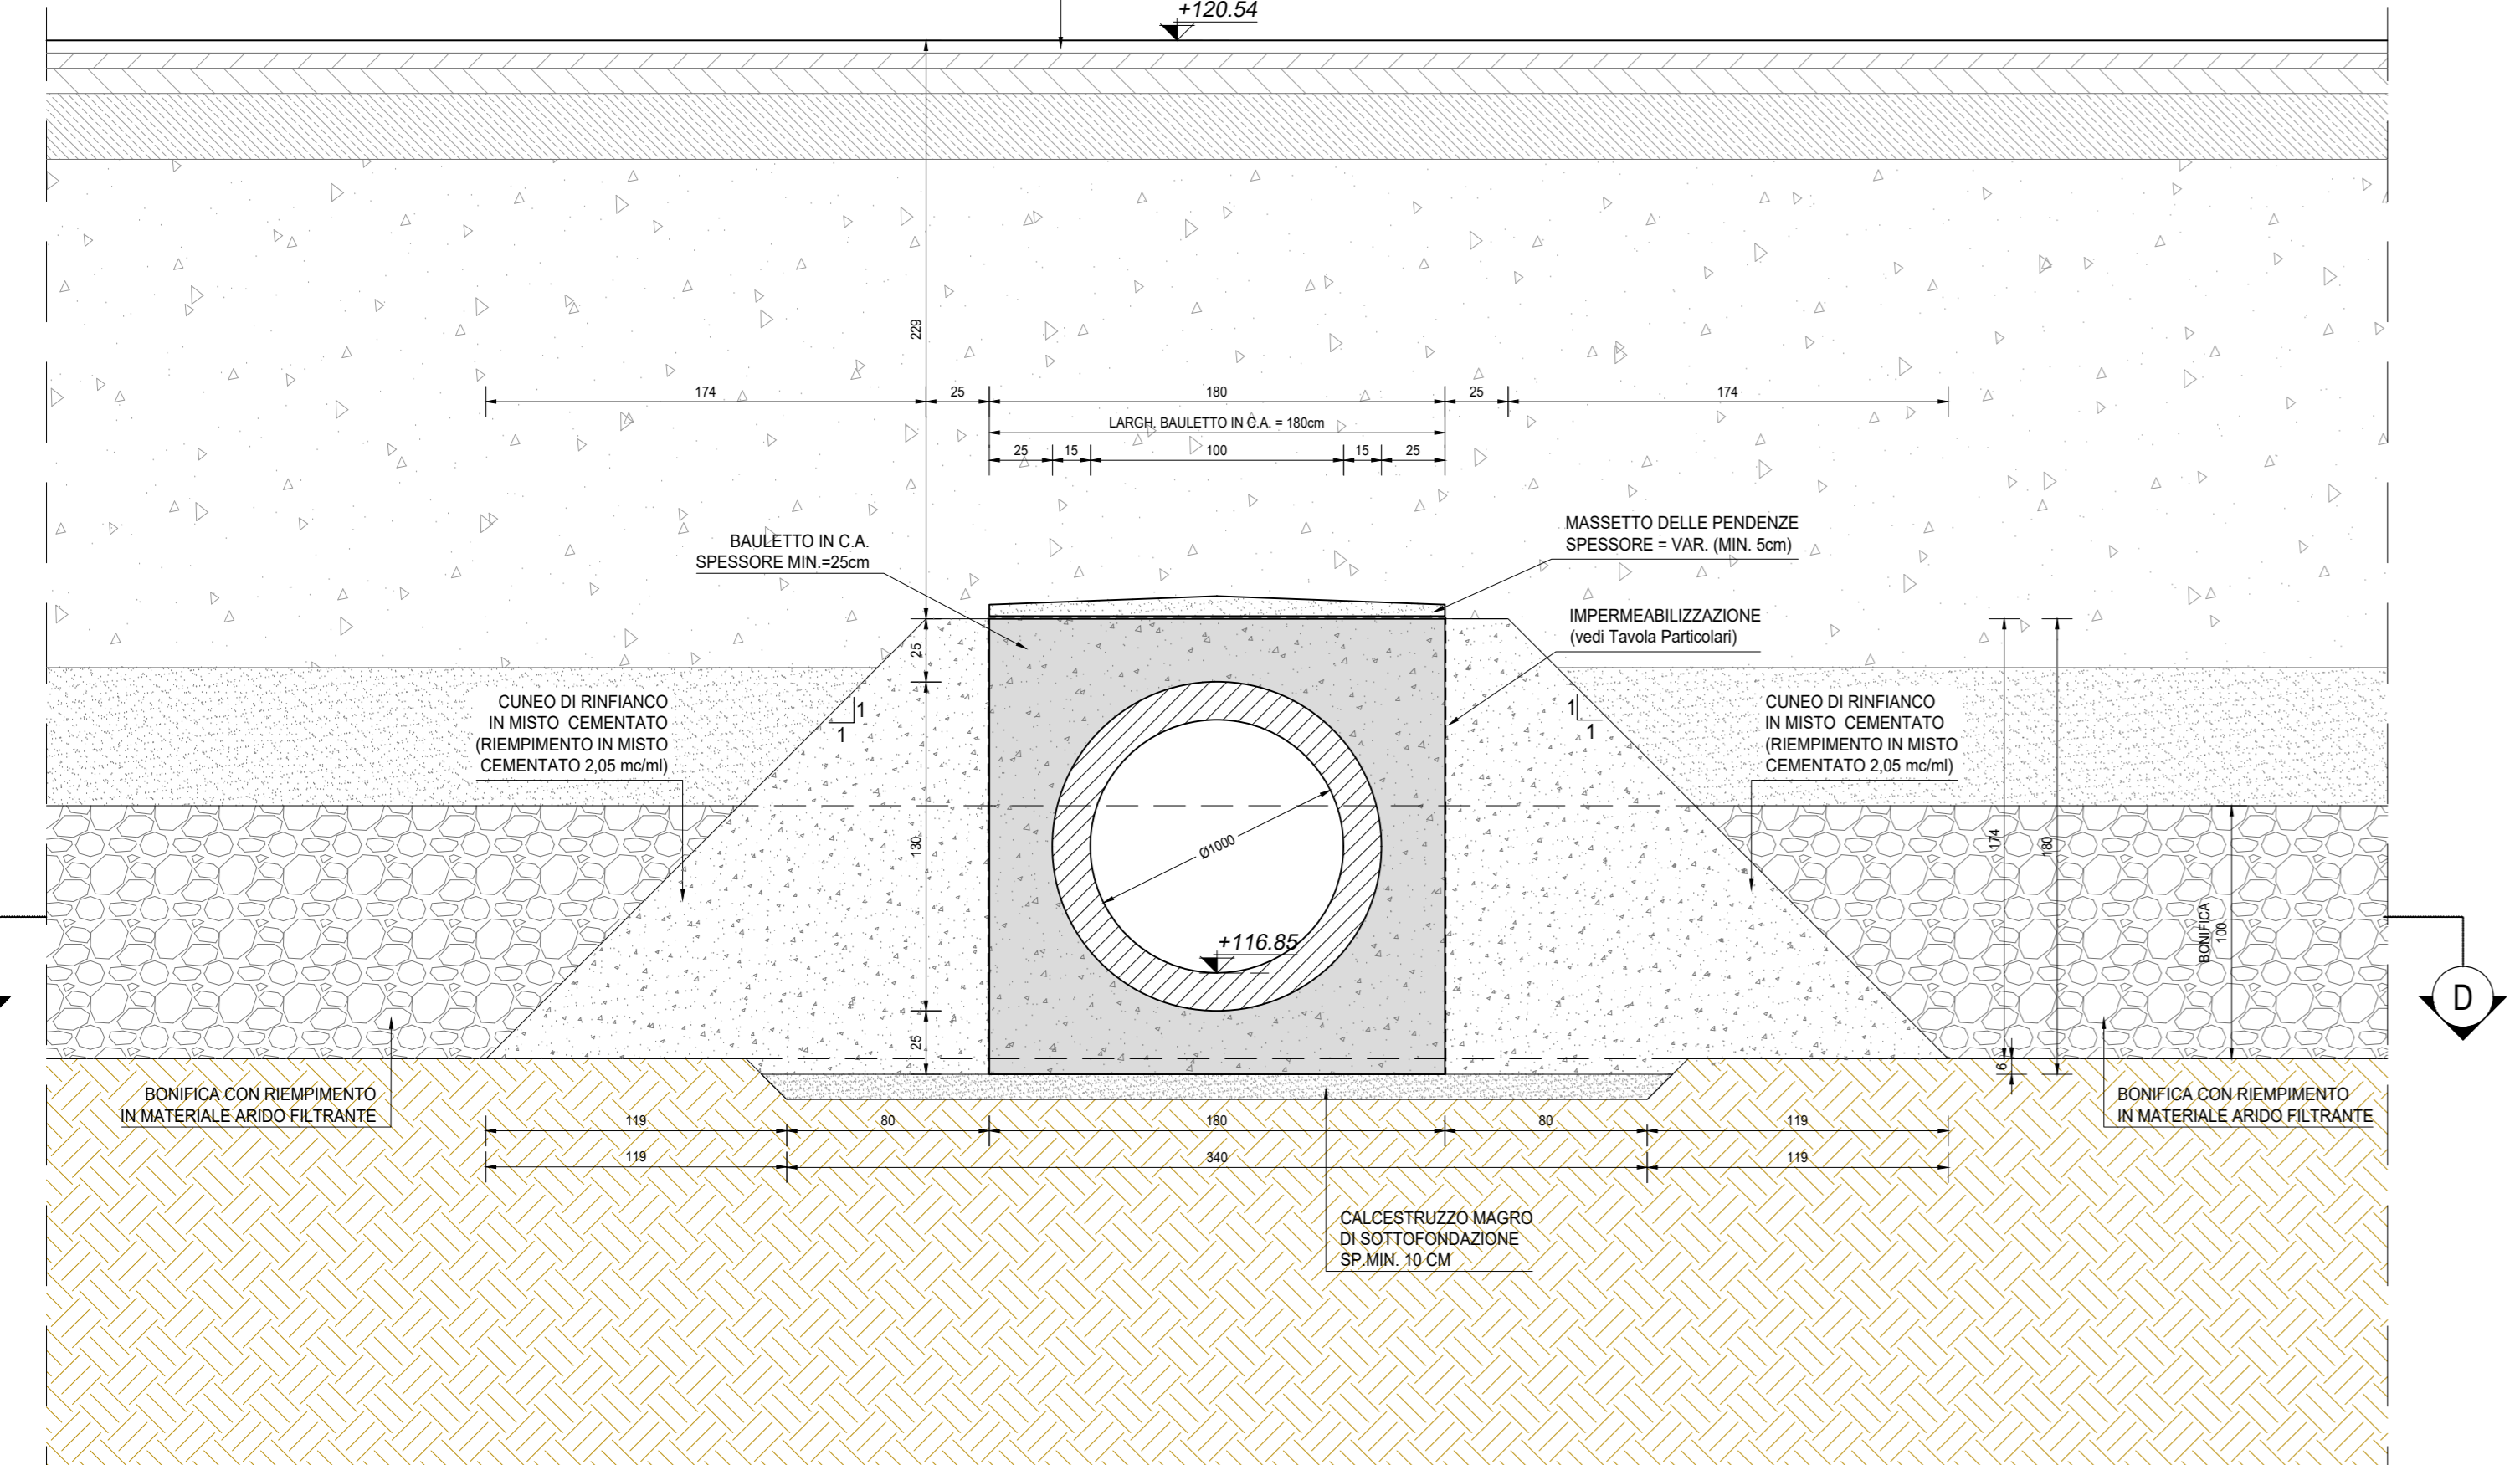 +120.54
229
174
25
180
25
174
LARGH. BAULETTO IN C.A. = 180cm
25
15
100
15
25
BAULETTO IN C.A.
SPESSORE MIN.=25cm
MASSETTO DELLE PENDENZE
SPESSORE = VAR. (MIN. 5cm)
IMPERMEABILIZZAZIONE
(vedi Tavola Particolari)
25
CUNEO DI RINFIANCO
IN MISTO CEMENTATO
(RIEMPIMENTO IN MISTO
CEMENTATO 2,05 mc/ml)
1
1
1
1
CUNEO DI RINFIANCO
IN MISTO CEMENTATO
(RIEMPIMENTO IN MISTO
CEMENTATO 2,05 mc/ml)
130
Ø1000
174
180
BONIFICA
100
+116.85
D
25
6
BONIFICA CON RIEMPIMENTO
IN MATERIALE ARIDO FILTRANTE
BONIFICA CON RIEMPIMENTO
IN MATERIALE ARIDO FILTRANTE
119
80
180
80
119
119
340
119
CALCESTRUZZO MAGRO
DI SOTTOFONDAZIONE
SP.MIN. 10 CM